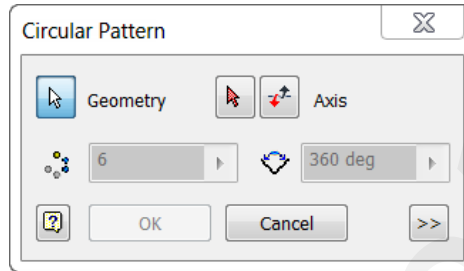 Circular Pattern
Geometry Axis
6 360 deg
? OK Cancel >>